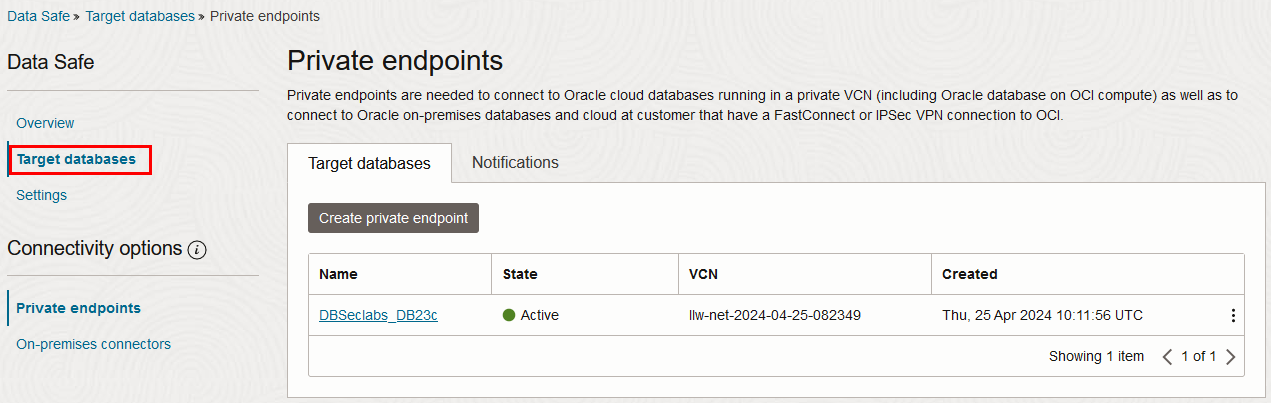 Data Safe » Target databases » Private endpoints
Data Safe
Overview
Target databases
Settings
Connectivity options i
Private endpoints
On-premises connectors
Private endpoints
Private endpoints are needed to connect to Oracle cloud databases running in a private VCN (including Oracle database on OCI compute) as well as to
connect to Oracle on-premises databases and cloud at customer that have a FastConnect or IPSec VPN connection to OCI.
Target databases Notifications
Create private endpoint
Name State VCN Created
DBSeclabs_DB23c Active llw-net-2024-04-25-082349 Thu, 25 Apr 2024 10:11:56 UTC
Showing 1 item < 1 of 1 >